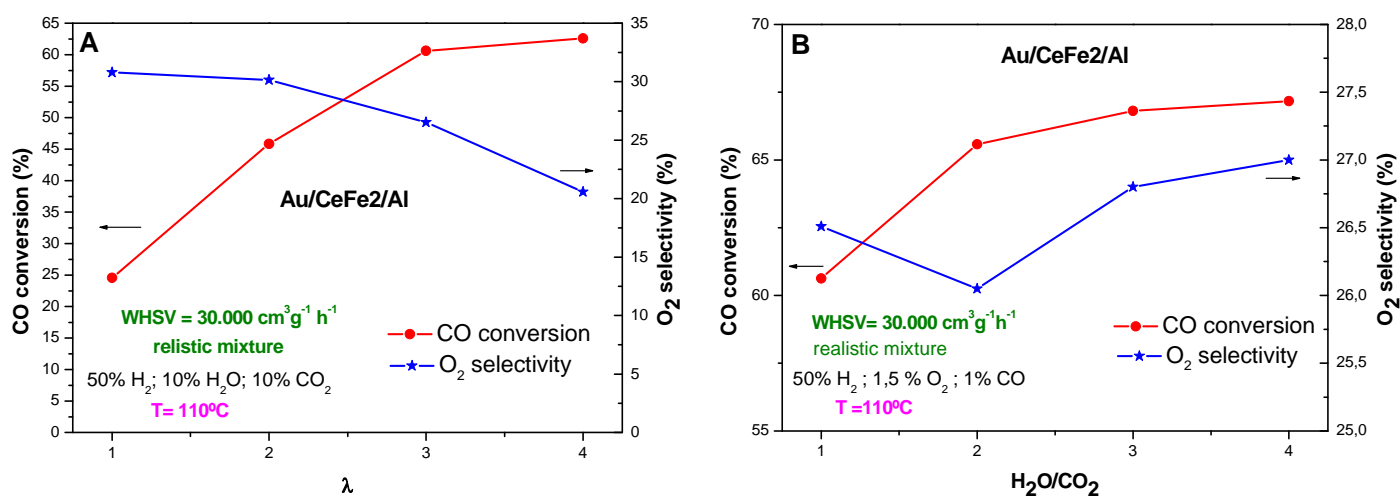 A
Au/CeFe2/Al
WHSV = 30.000 cm³g⁻¹ h⁻¹
relistic mixture
50% H₂; 10% H₂O; 10% CO₂
T= 110ºC
CO conversion
O₂ selectivity
CO conversion (%)
65
60
55
50
45
40
35
30
25
20
15
10
5
0
O₂ selectivity (%)
35
30
25
20
15
10
5
0
1 2 3 4
λ
B
Au/CeFe2/Al
WHSV= 30.000 cm³g⁻¹h⁻¹
realistic mixture
50% H₂ ; 1,5 % O₂ ; 1% CO
T =110ºC
CO conversion
O₂ selectivity
CO conversion (%)
70
65
60
55
O₂ selectivity (%)
28,0
27,5
27,0
26,5
26,0
25,5
25,0
1 2 3 4
H₂O/CO₂